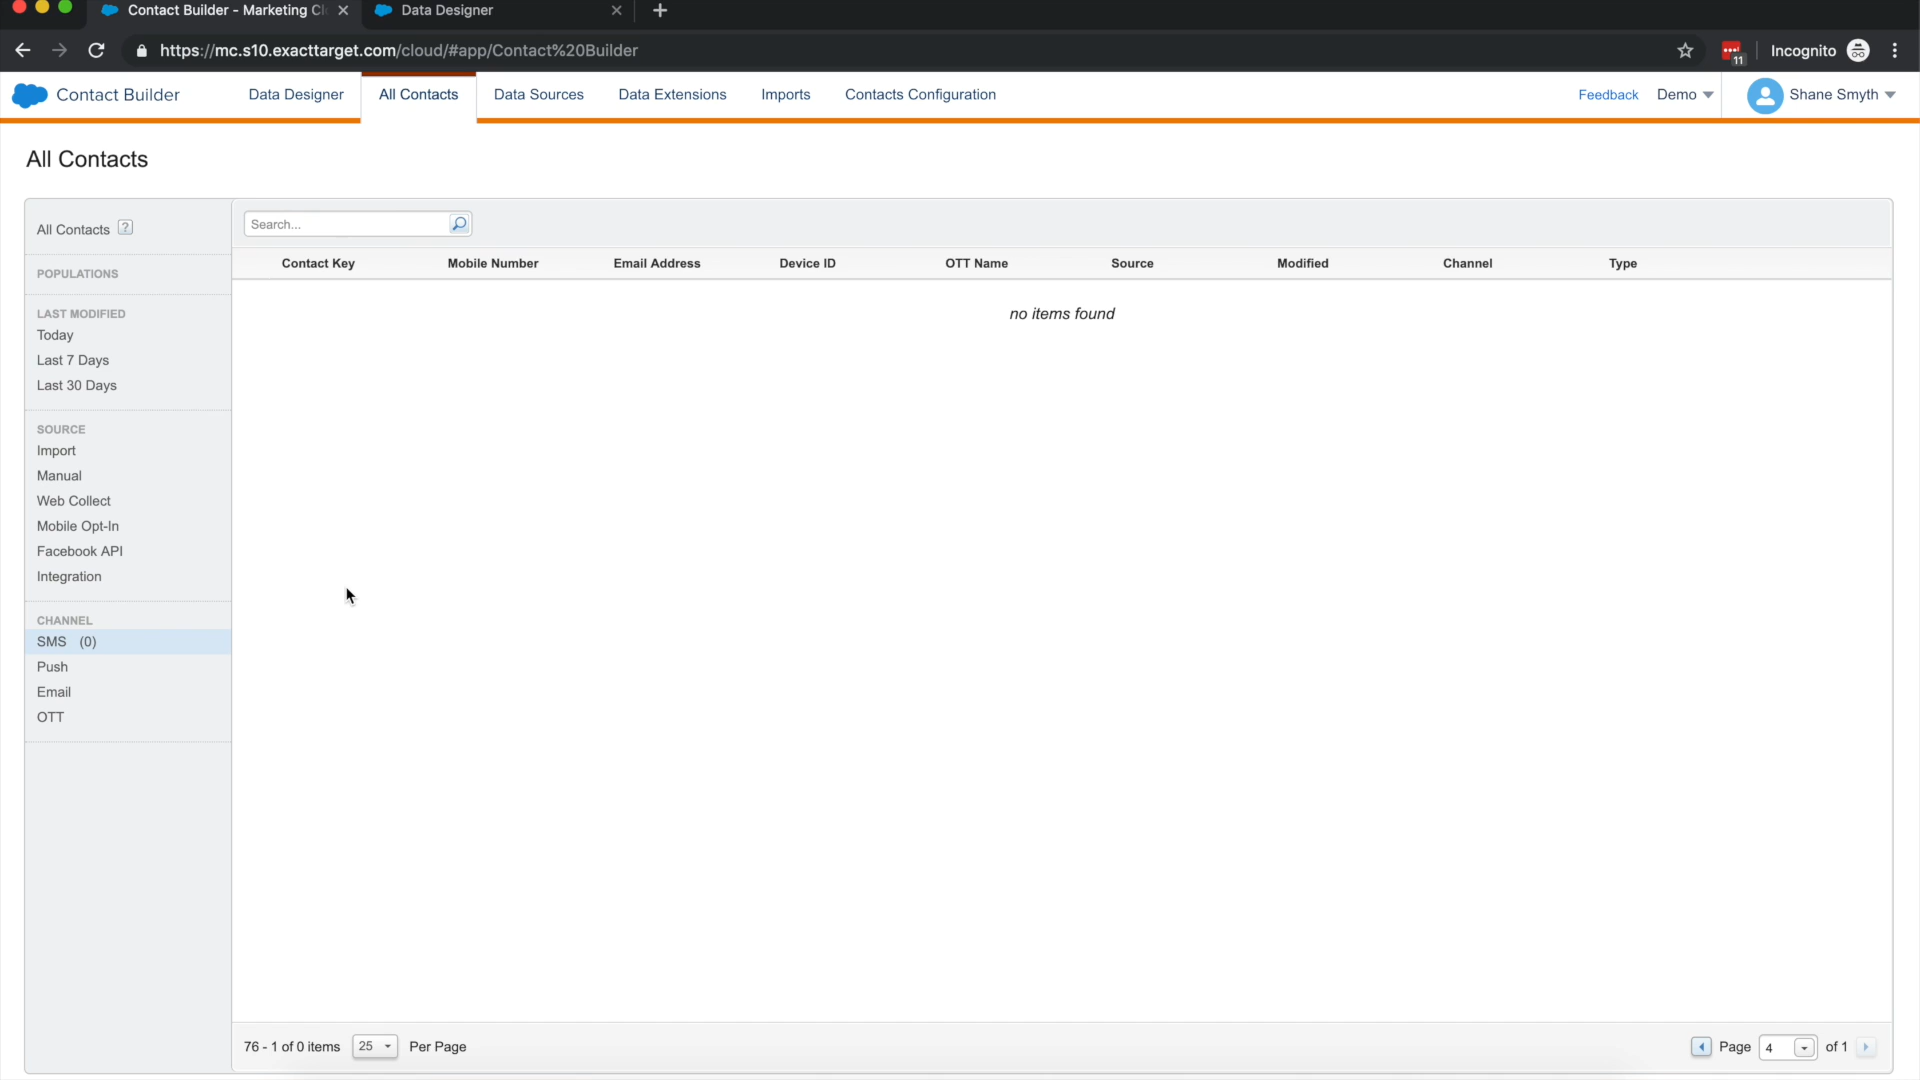 Contact Builder - Marketing Cl
Data Designer
https://mc.s10.exacttarget.com/cloud/#app/Contact%20Builder
11
Incognito
Contact Builder
Data Designer
All Contacts
Data Sources
Data Extensions
Imports
Contacts Configuration
Feedback
Demo
Shane Smyth
All Contacts
All Contacts ?
POPULATIONS
LAST MODIFIED
Today
Last 7 Days
Last 30 Days
SOURCE
Import
Manual
Web Collect
Mobile Opt-In
Facebook API
Integration
CHANNEL
SMS (0)
Push
Email
OTT
Search...
Contact Key Mobile Number Email Address Device ID OTT Name Source Modified Channel Type
no items found
76 - 1 of 0 items 25 Per Page
Page 4 of 1